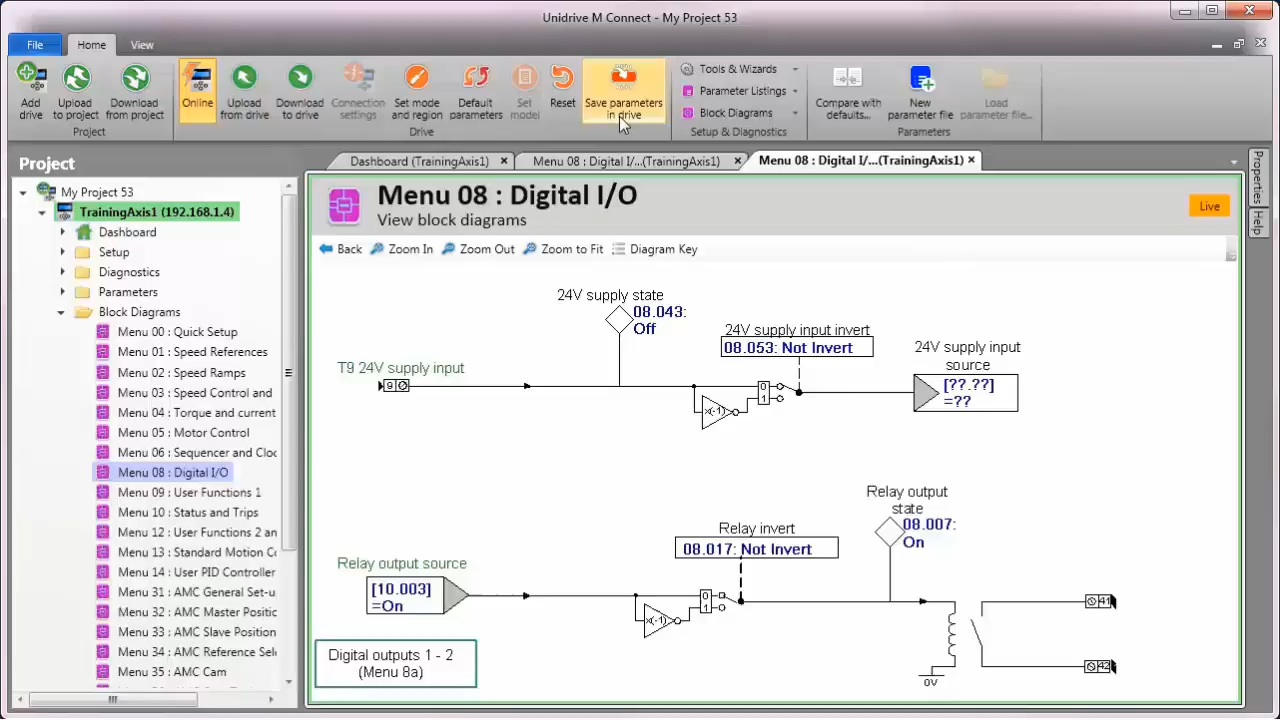 Unidrive M Connect - My Project 53
File
Home
View
Add drive
Upload to project
Download from project
Project
Online
Upload from drive
Download to drive
Connection settings
Set mode and region
Default parameters
Set model
Reset
Save parameters in drive
Drive
Tools & Wizards
Parameter Listings
Block Diagrams
Setup & Diagnostics
Compare with defaults...
New parameter file
Load parameter file...
Parameters
Project
Dashboard (TrainingAxis1)
Menu 08 : Digital I/...(TrainingAxis1)
Menu 08 : Digital I/...(TrainingAxis1)
Properties
Help
My Project 53
TrainingAxis1 (192.168.1.4)
Dashboard
Setup
Diagnostics
Parameters
Block Diagrams
Menu 00 : Quick Setup
Menu 01 : Speed References
Menu 02 : Speed Ramps
Menu 03 : Speed Control and
Menu 04 : Torque and current
Menu 05 : Motor Control
Menu 06 : Sequencer and Cloc
Menu 08 : Digital I/O
Menu 09 : User Functions 1
Menu 10 : Status and Trips
Menu 12 : User Functions 2 an
Menu 13 : Standard Motion Co
Menu 14 : User PID Controller
Menu 31 : AMC General Set-u
Menu 32 : AMC Master Positio
Menu 33 : AMC Slave Position
Menu 34 : AMC Reference Sele
Menu 35 : AMC Cam
Menu 08 : Digital I/O
View block diagrams
Live
Back
Zoom In
Zoom Out
Zoom to Fit
Diagram Key
24V supply state
08.043:
Off
24V supply input invert
08.053: Not Invert
24V supply input
source
[??.??]
=??
T9 24V supply input
9
0
1
x(-1)
Relay output
state
08.007:
On
Relay invert
08.017: Not Invert
Relay output source
[10.003]
=On
0
1
x(-1)
41
42
0V
Digital outputs 1 - 2
(Menu 8a)